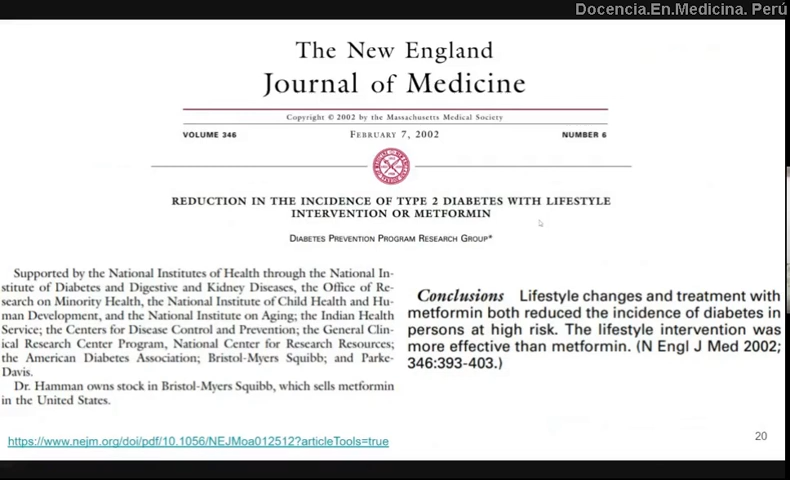 Docencia.En.Medicina. Perú
The New England
Journal of Medicine
Copyright © 2002 by the Massachusetts Medical Society
VOLUME 346
FEBRUARY 7, 2002
NUMBER 6
REDUCTION IN THE INCIDENCE OF TYPE 2 DIABETES WITH LIFESTYLE
INTERVENTION OR METFORMIN
DIABETES PREVENTION PROGRAM RESEARCH GROUP*
Supported by the National Institutes of Health through the National In-
stitute of Diabetes and Digestive and Kidney Diseases, the Office of Re-
search on Minority Health, the National Institute of Child Health and Hu-
man Development, and the National Institute on Aging; the Indian Health
Service; the Centers for Disease Control and Prevention; the General Clin-
ical Research Center Program, National Center for Research Resources;
the American Diabetes Association; Bristol-Myers Squibb; and Parke-
Davis.
Dr. Hamman owns stock in Bristol-Myers Squibb, which sells metformin
in the United States.
Conclusions Lifestyle changes and treatment with
metformin both reduced the incidence of diabetes in
persons at high risk. The lifestyle intervention was
more effective than metformin. (N Engl J Med 2002;
346:393-403.)
https://www.nejm.org/doi/pdf/10.1056/NEJMoa012512?articleTools=true
20